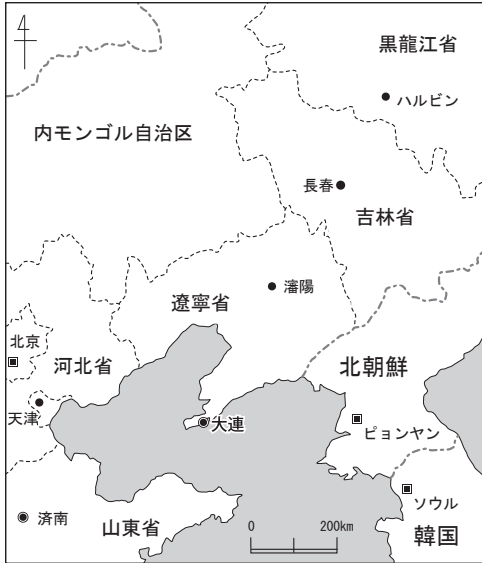 4
黒龍江省
ハルビン
内モンゴル自治区
長春
吉林省
遼寧省
瀋陽
北京
河北省
北朝鮮
天津
大連
ピョンヤン
ソウル
済南
山東省
0 200km
韓国